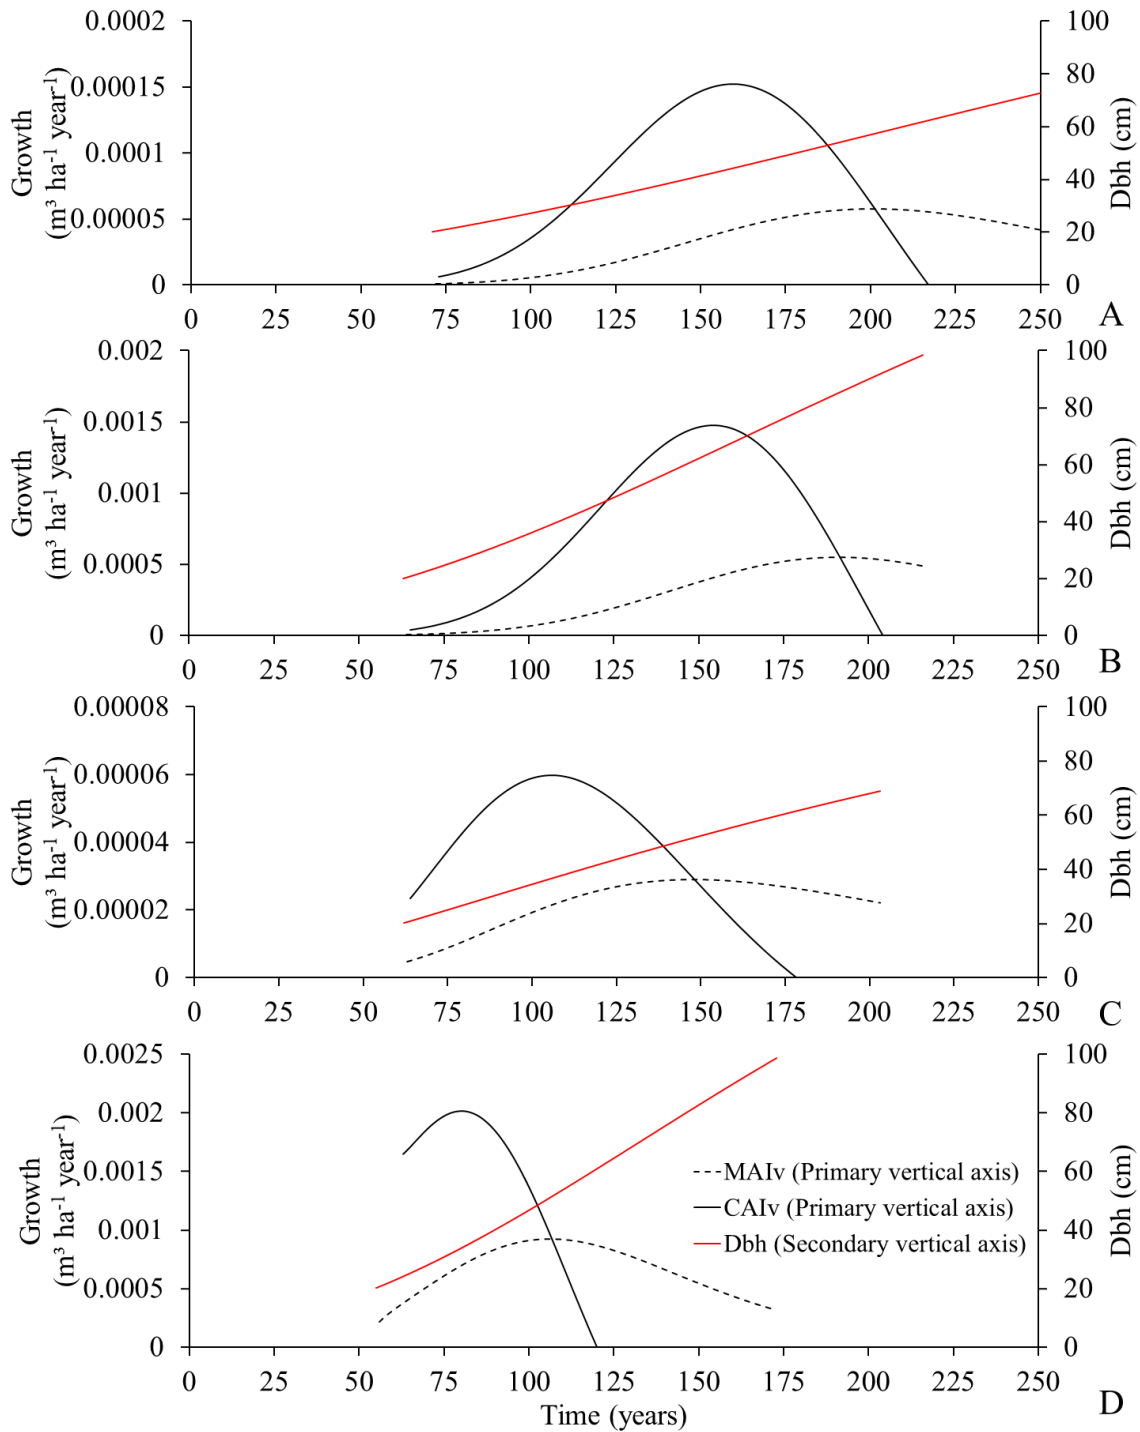 0.0002
0.00015
0.0001
0.00005
0
Growth
(m³ ha⁻¹ year⁻¹)
100
80
60
40
20
0
Dbh (cm)
0 25 50 75 100 125 150 175 200 225 250
A
0.002
0.0015
0.001
0.0005
0
Growth
(m³ ha⁻¹ year⁻¹)
100
80
60
40
20
0
Dbh (cm)
0 25 50 75 100 125 150 175 200 225 250
B
0.00008
0.00006
0.00004
0.00002
0
Growth
(m³ ha⁻¹ year⁻¹)
100
80
60
40
20
0
Dbh (cm)
0 25 50 75 100 125 150 175 200 225 250
C
0.0025
0.002
0.0015
0.001
0.0005
0
Growth
(m³ ha⁻¹ year⁻¹)
MAIv (Primary vertical axis)
CAIv (Primary vertical axis)
Dbh (Secondary vertical axis)
100
80
60
40
20
0
Dbh (cm)
0 25 50 75 100 125 150 175 200 225 250
D
Time (years)